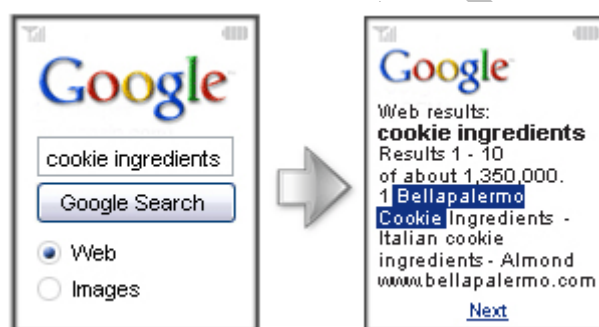 Google
cookie ingredients
Google Search
Web
Images
Google
Web results:
cookie ingredients
Results 1 - 10
of about 1,350,000.
1 Bellapalermo
Cookie Ingredients -
Italian cookie
ingredients - Almond
www.bellapalermo.com
Next